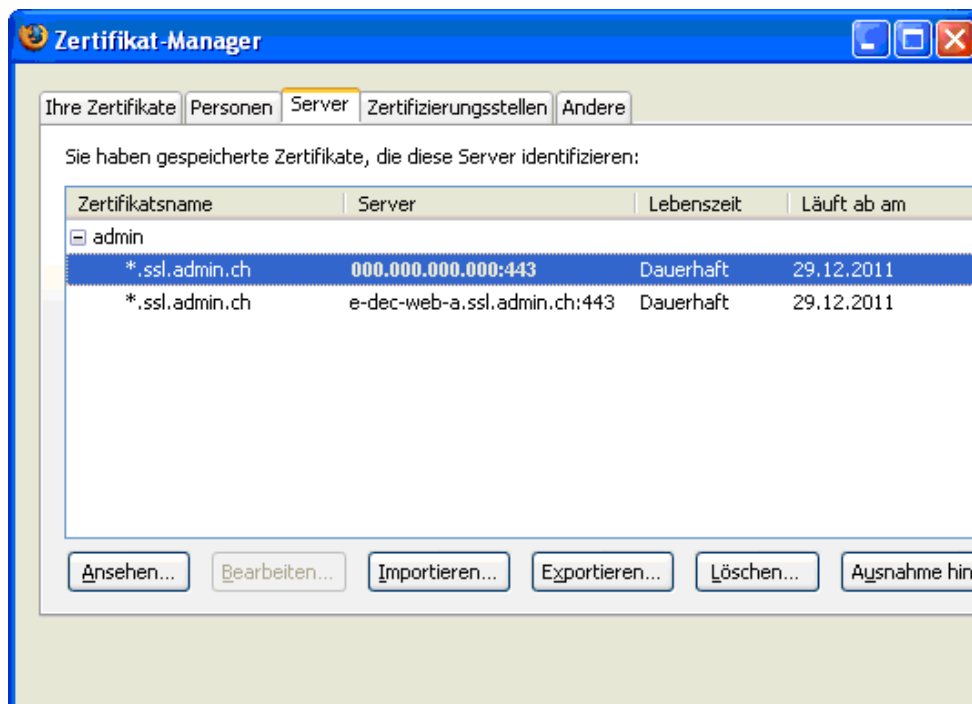 Zertifikat-Manager
Ihre Zertifikate Personen Server Zertifizierungsstellen Andere
Sie haben gespeicherte Zertifikate, die diese Server identifizieren:
Zertifikatsname Server Lebenszeit Läuft ab am
admin
*.ssl.admin.ch 000.000.000.000:443 Dauerhaft 29.12.2011
*.ssl.admin.ch e-dec-web-a.ssl.admin.ch:443 Dauerhaft 29.12.2011
Ansehen... Bearbeiten... Importieren... Exportieren... Löschen... Ausnahme hin